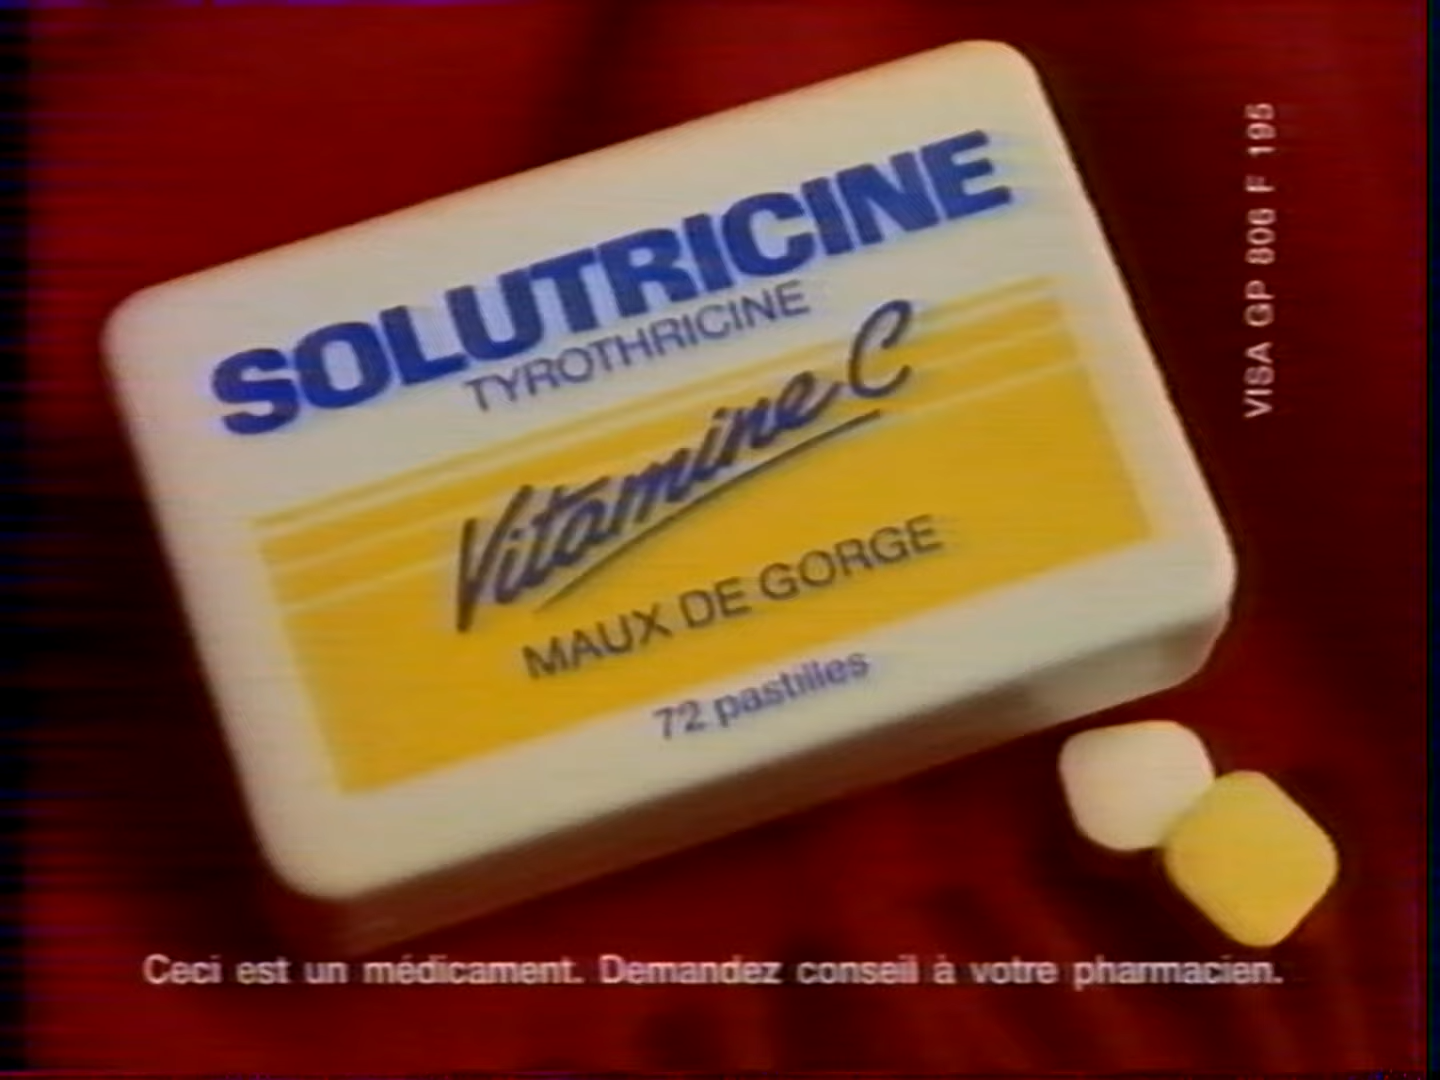 SOLUTRICINE
TYROTHRICINE
Vitamine C
MAUX DE GORGE
72 pastilles
VISA GP 806 F 195
Ceci est un médicament. Demandez conseil à votre pharmacien.